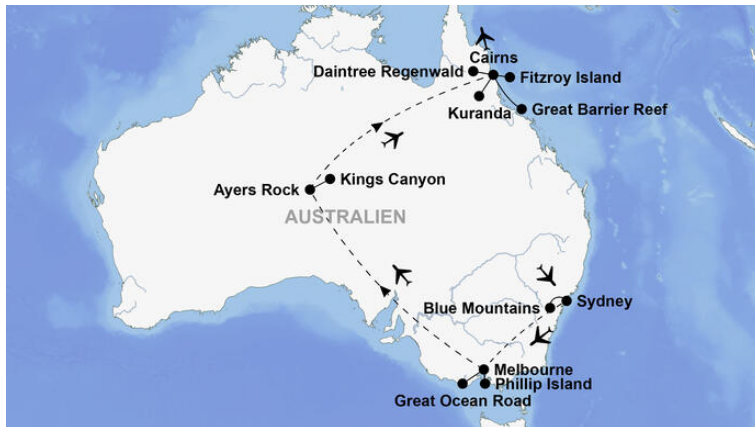 Cairns
Daintree Regenwald
Fitzroy Island
Kuranda
Great Barrier Reef
Kings Canyon
Ayers Rock
AUSTRALIEN
Blue Mountains
Sydney
Melbourne
Phillip Island
Great Ocean Road